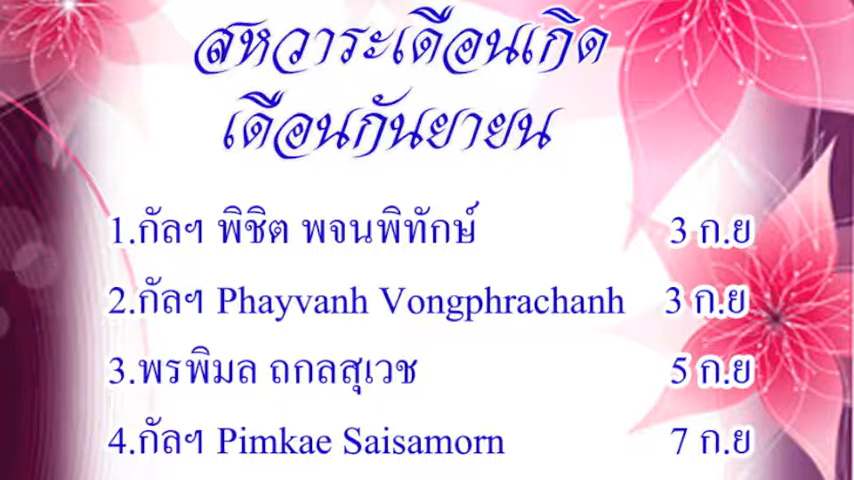 สหวาระเดือนเกิด
เดือนกันยายน
1.กัลฯ พิชิต พจนพิทักษ์ 3 ก.ย
2.กัลฯ Phayvanh Vongphrachanh 3 ก.ย
3.พรพิมล ถกลสุเวช 5 ก.ย
4.กัลฯ Pimkae Saisamorn 7 ก.ย